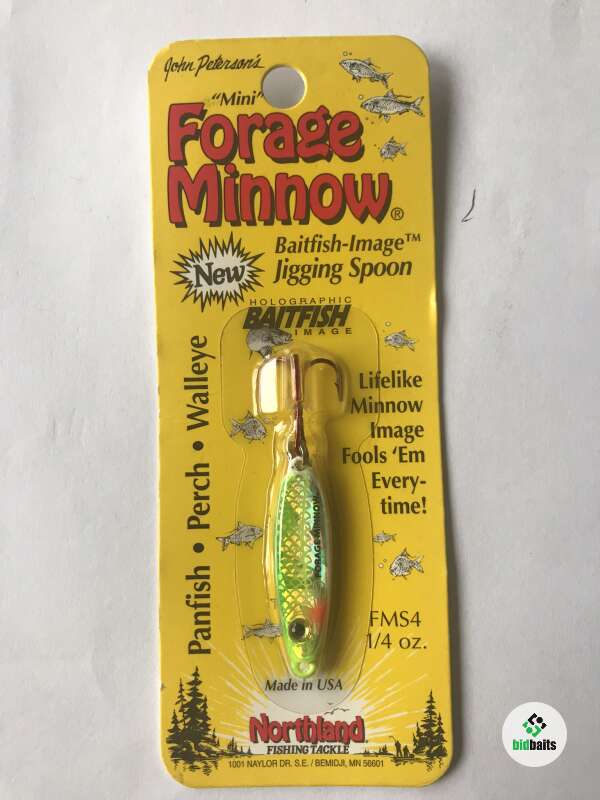 John Peterson's
"Mini"
Forage
Minnow®
Baitfish-Image™
Jigging Spoon
New
HOLOGRAPHIC
BAITFISH
IMAGE
Panfish • Perch • Walleye
Lifelike
Minnow
Image
Fools 'Em
Every-
time!
FORAGE MINNOW
FMS4
1/4 oz.
Made in USA
Northland
FISHING TACKLE
1001 NAYLOR DR. S.E. / BEMIDJI, MN 56601
bidbaits